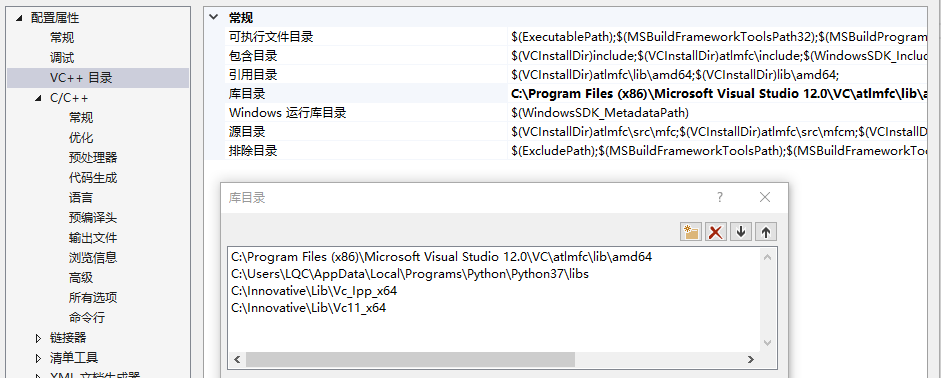 配置属性
常规
调试
VC++ 目录
C/C++
常规
优化
预处理器
代码生成
语言
预编译头
输出文件
浏览信息
高级
所有选项
命令行
链接器
清单工具
XML 文档生成器
常规
可执行文件目录 $(ExecutablePath);$(MSBuildFrameworkToolsPath32);$(MSBuildProgram
包含目录 $(VCInstallDir)include;$(VCInstallDir)atlmfc\include;$(WindowsSDK_Includ
引用目录 $(VCInstallDir)atlmfc\lib\amd64;$(VCInstallDir)lib\amd64;
库目录 C:\Program Files (x86)\Microsoft Visual Studio 12.0\VC\atlmfc\lib\a
Windows 运行库目录 $(WindowsSDK_MetadataPath)
源目录 $(VCInstallDir)atlmfc\src\mfc;$(VCInstallDir)atlmfc\src\mfcm;$(VCInstallD
排除目录 $(ExcludePath);$(MSBuildFrameworkToolsPath);$(MSBuildFrameworkToo
库目录
C:\Program Files (x86)\Microsoft Visual Studio 12.0\VC\atlmfc\lib\amd64
C:\Users\LQC\AppData\Local\Programs\Python\Python37\libs
C:\Innovative\Lib\Vc_Ipp_x64
C:\Innovative\Lib\Vc11_x64